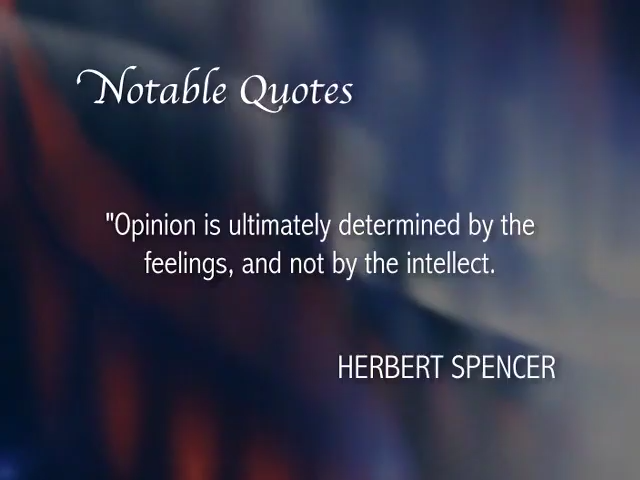 Notable Quotes
"Opinion is ultimately determined by the
feelings, and not by the intellect.
HERBERT SPENCER